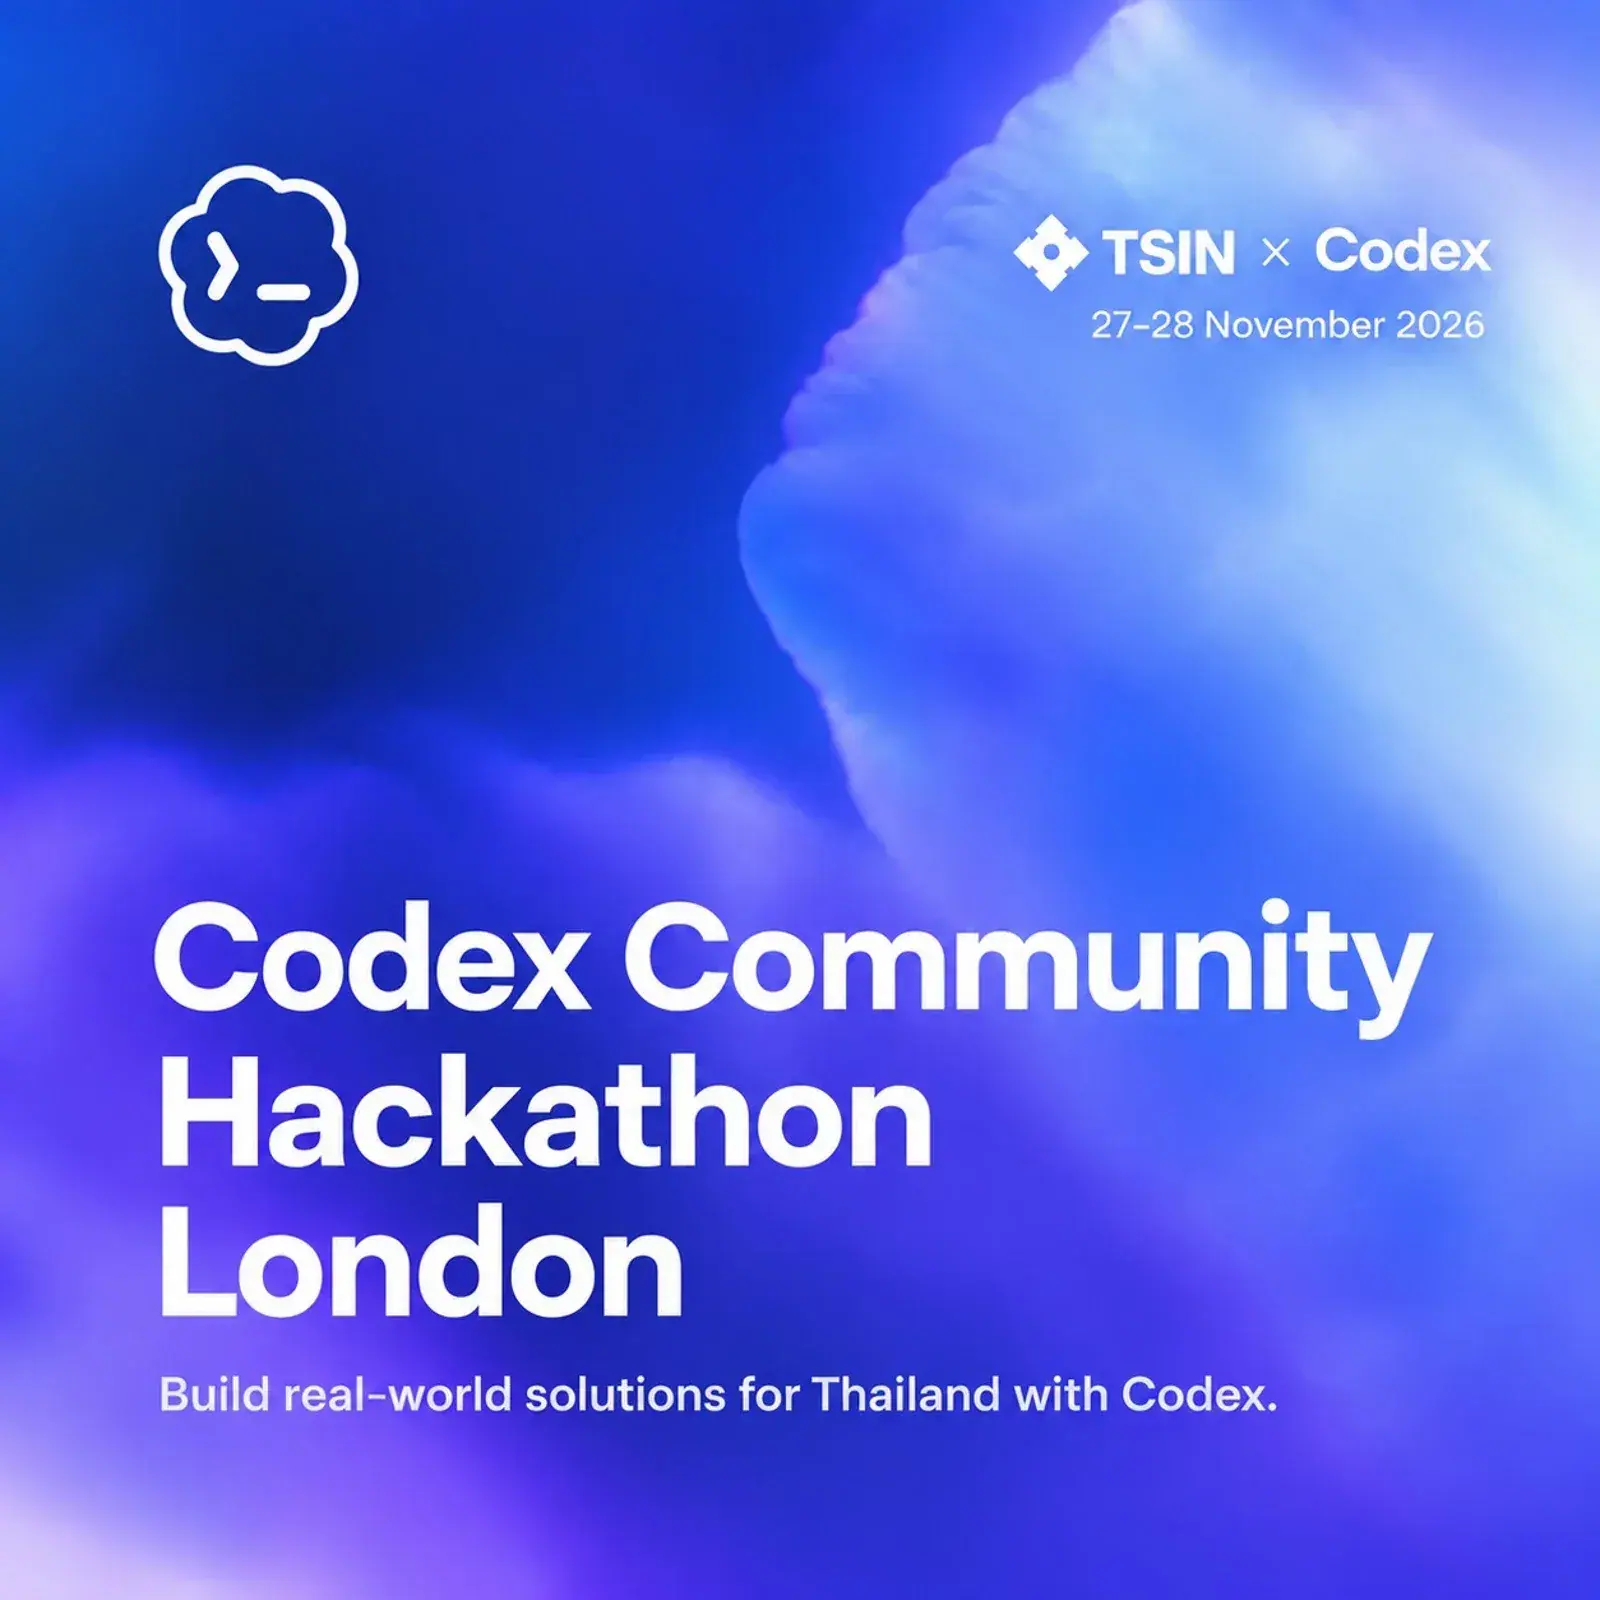 TSIN × Codex
27–28 November 2026
Codex Community
Hackathon
London
Build real-world solutions for Thailand with Codex.